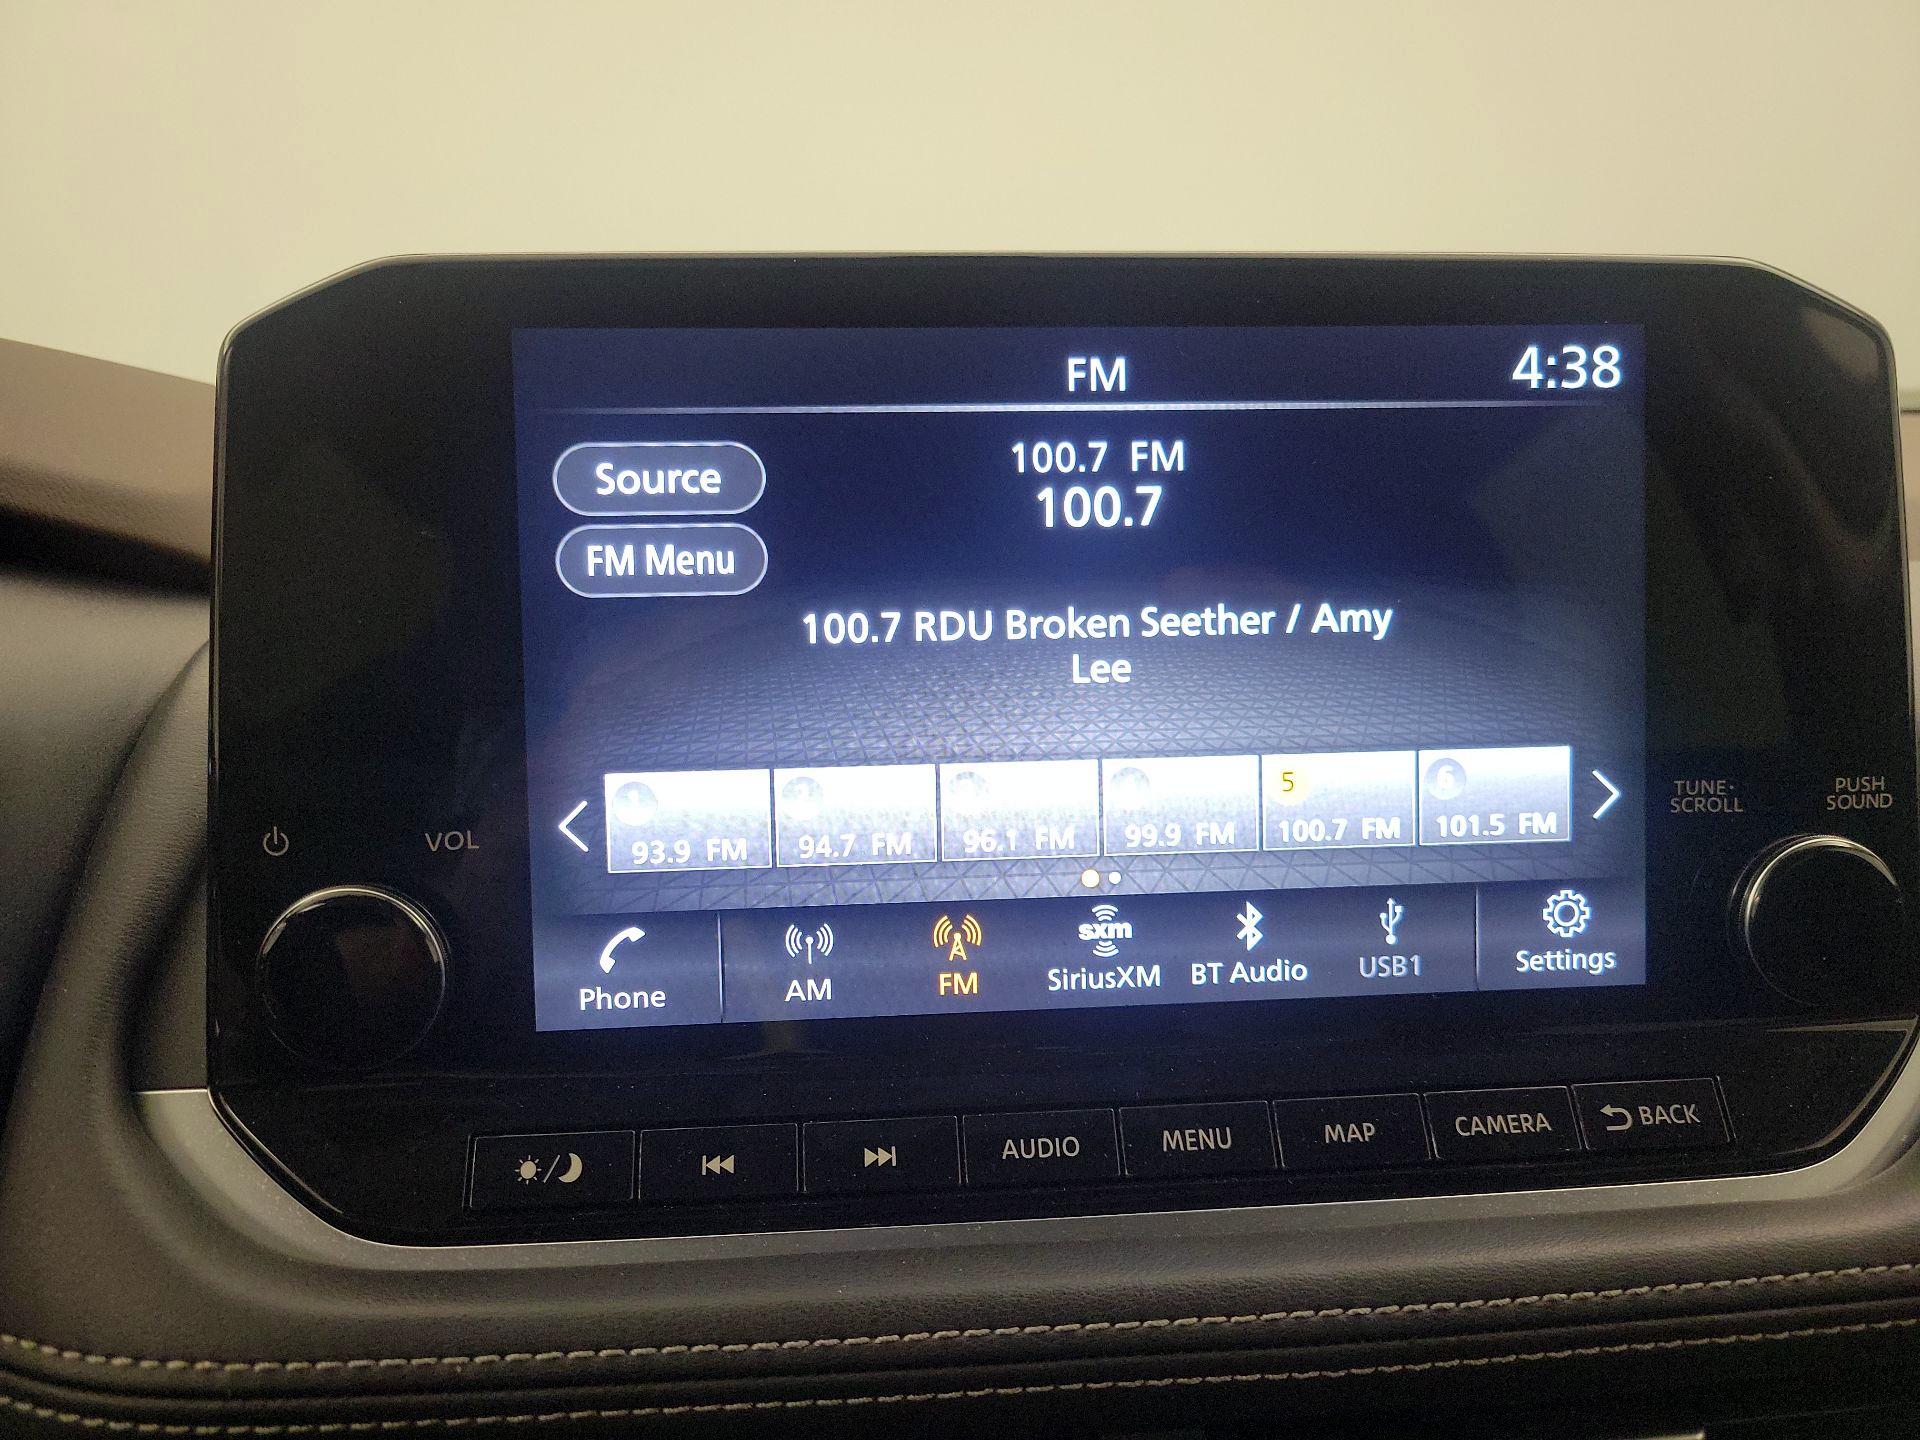 FM
4:38
Source
100.7 FM
100.7
FM Menu
100.7 RDU Broken Seether / Amy
Lee
1
93.9 FM
2
94.7 FM
96.1 FM
99.9 FM
5
100.7 FM
6
101.5 FM
VOL
TUNE·
SCROLL
PUSH
SOUND
Phone
AM
FM
sxm
SiriusXM
BT Audio
USB1
Settings
AUDIO
MENU
MAP
CAMERA
BACK